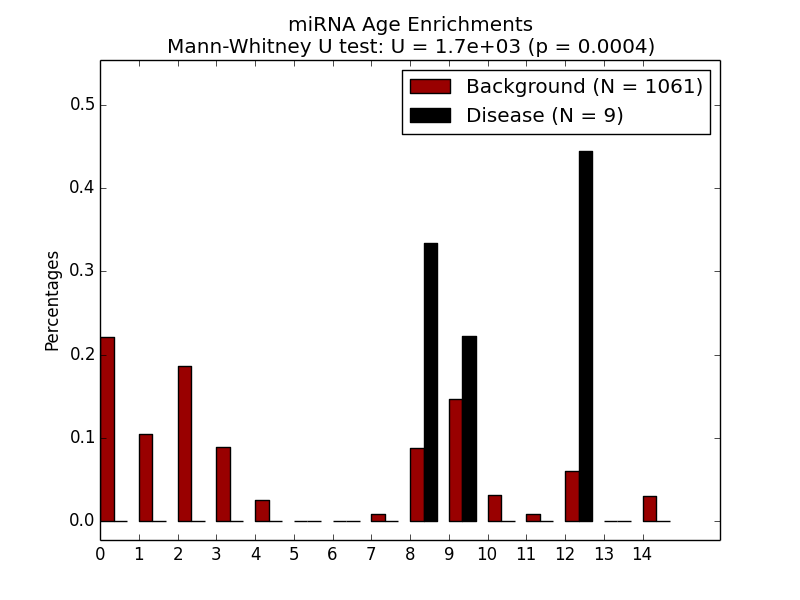 miRNA Age Enrichments
Mann-Whitney U test: U = 1.7e+03 (p = 0.0004)
Background (N = 1061)
Disease (N = 9)
Percentages
0.5
0.4
0.3
0.2
0.1
0.0
0 1 2 3 4 5 6 7 8 9 10 11 12 13 14